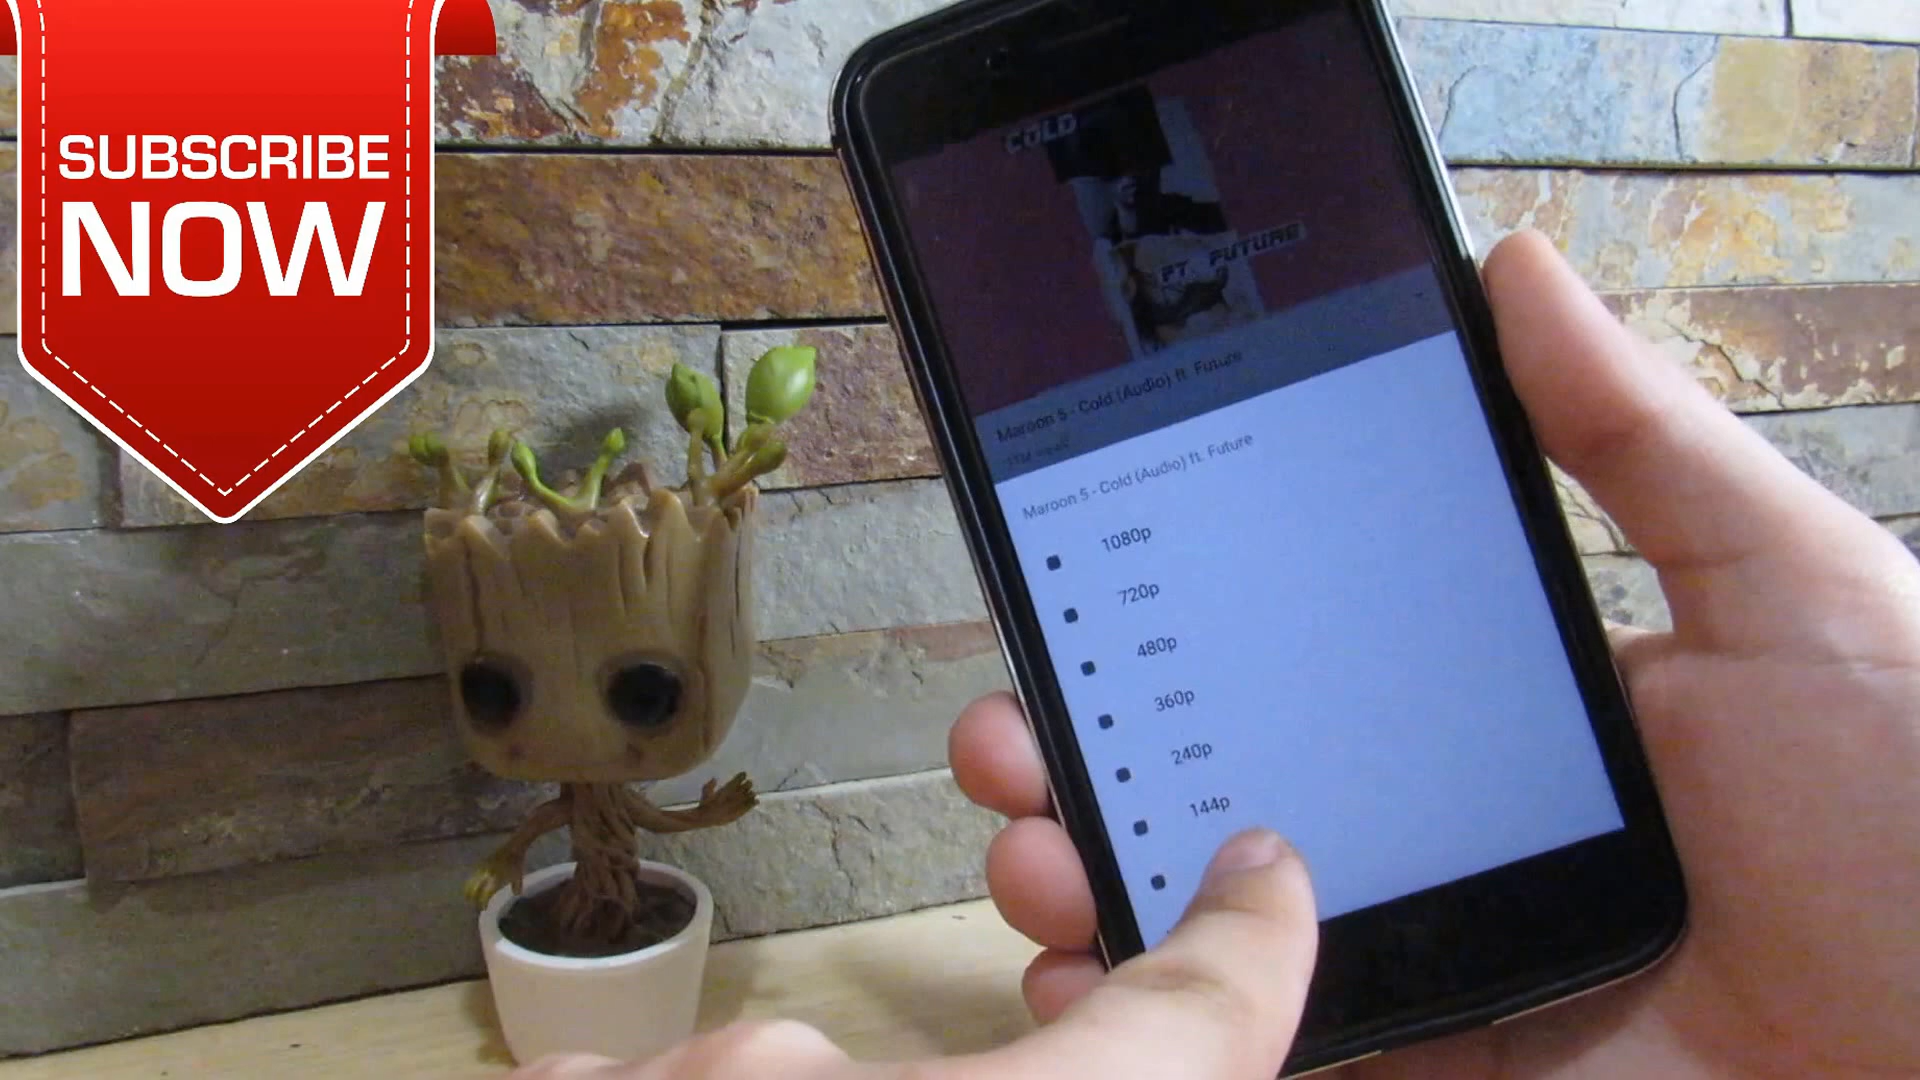 SUBSCRIBE
NOW
COLD
FT. FUTURE
Maroon 5 - Cold (Audio) ft. Future
Maroon 5 - Cold (Audio) ft. Future
1080p
720p
480p
360p
240p
144p